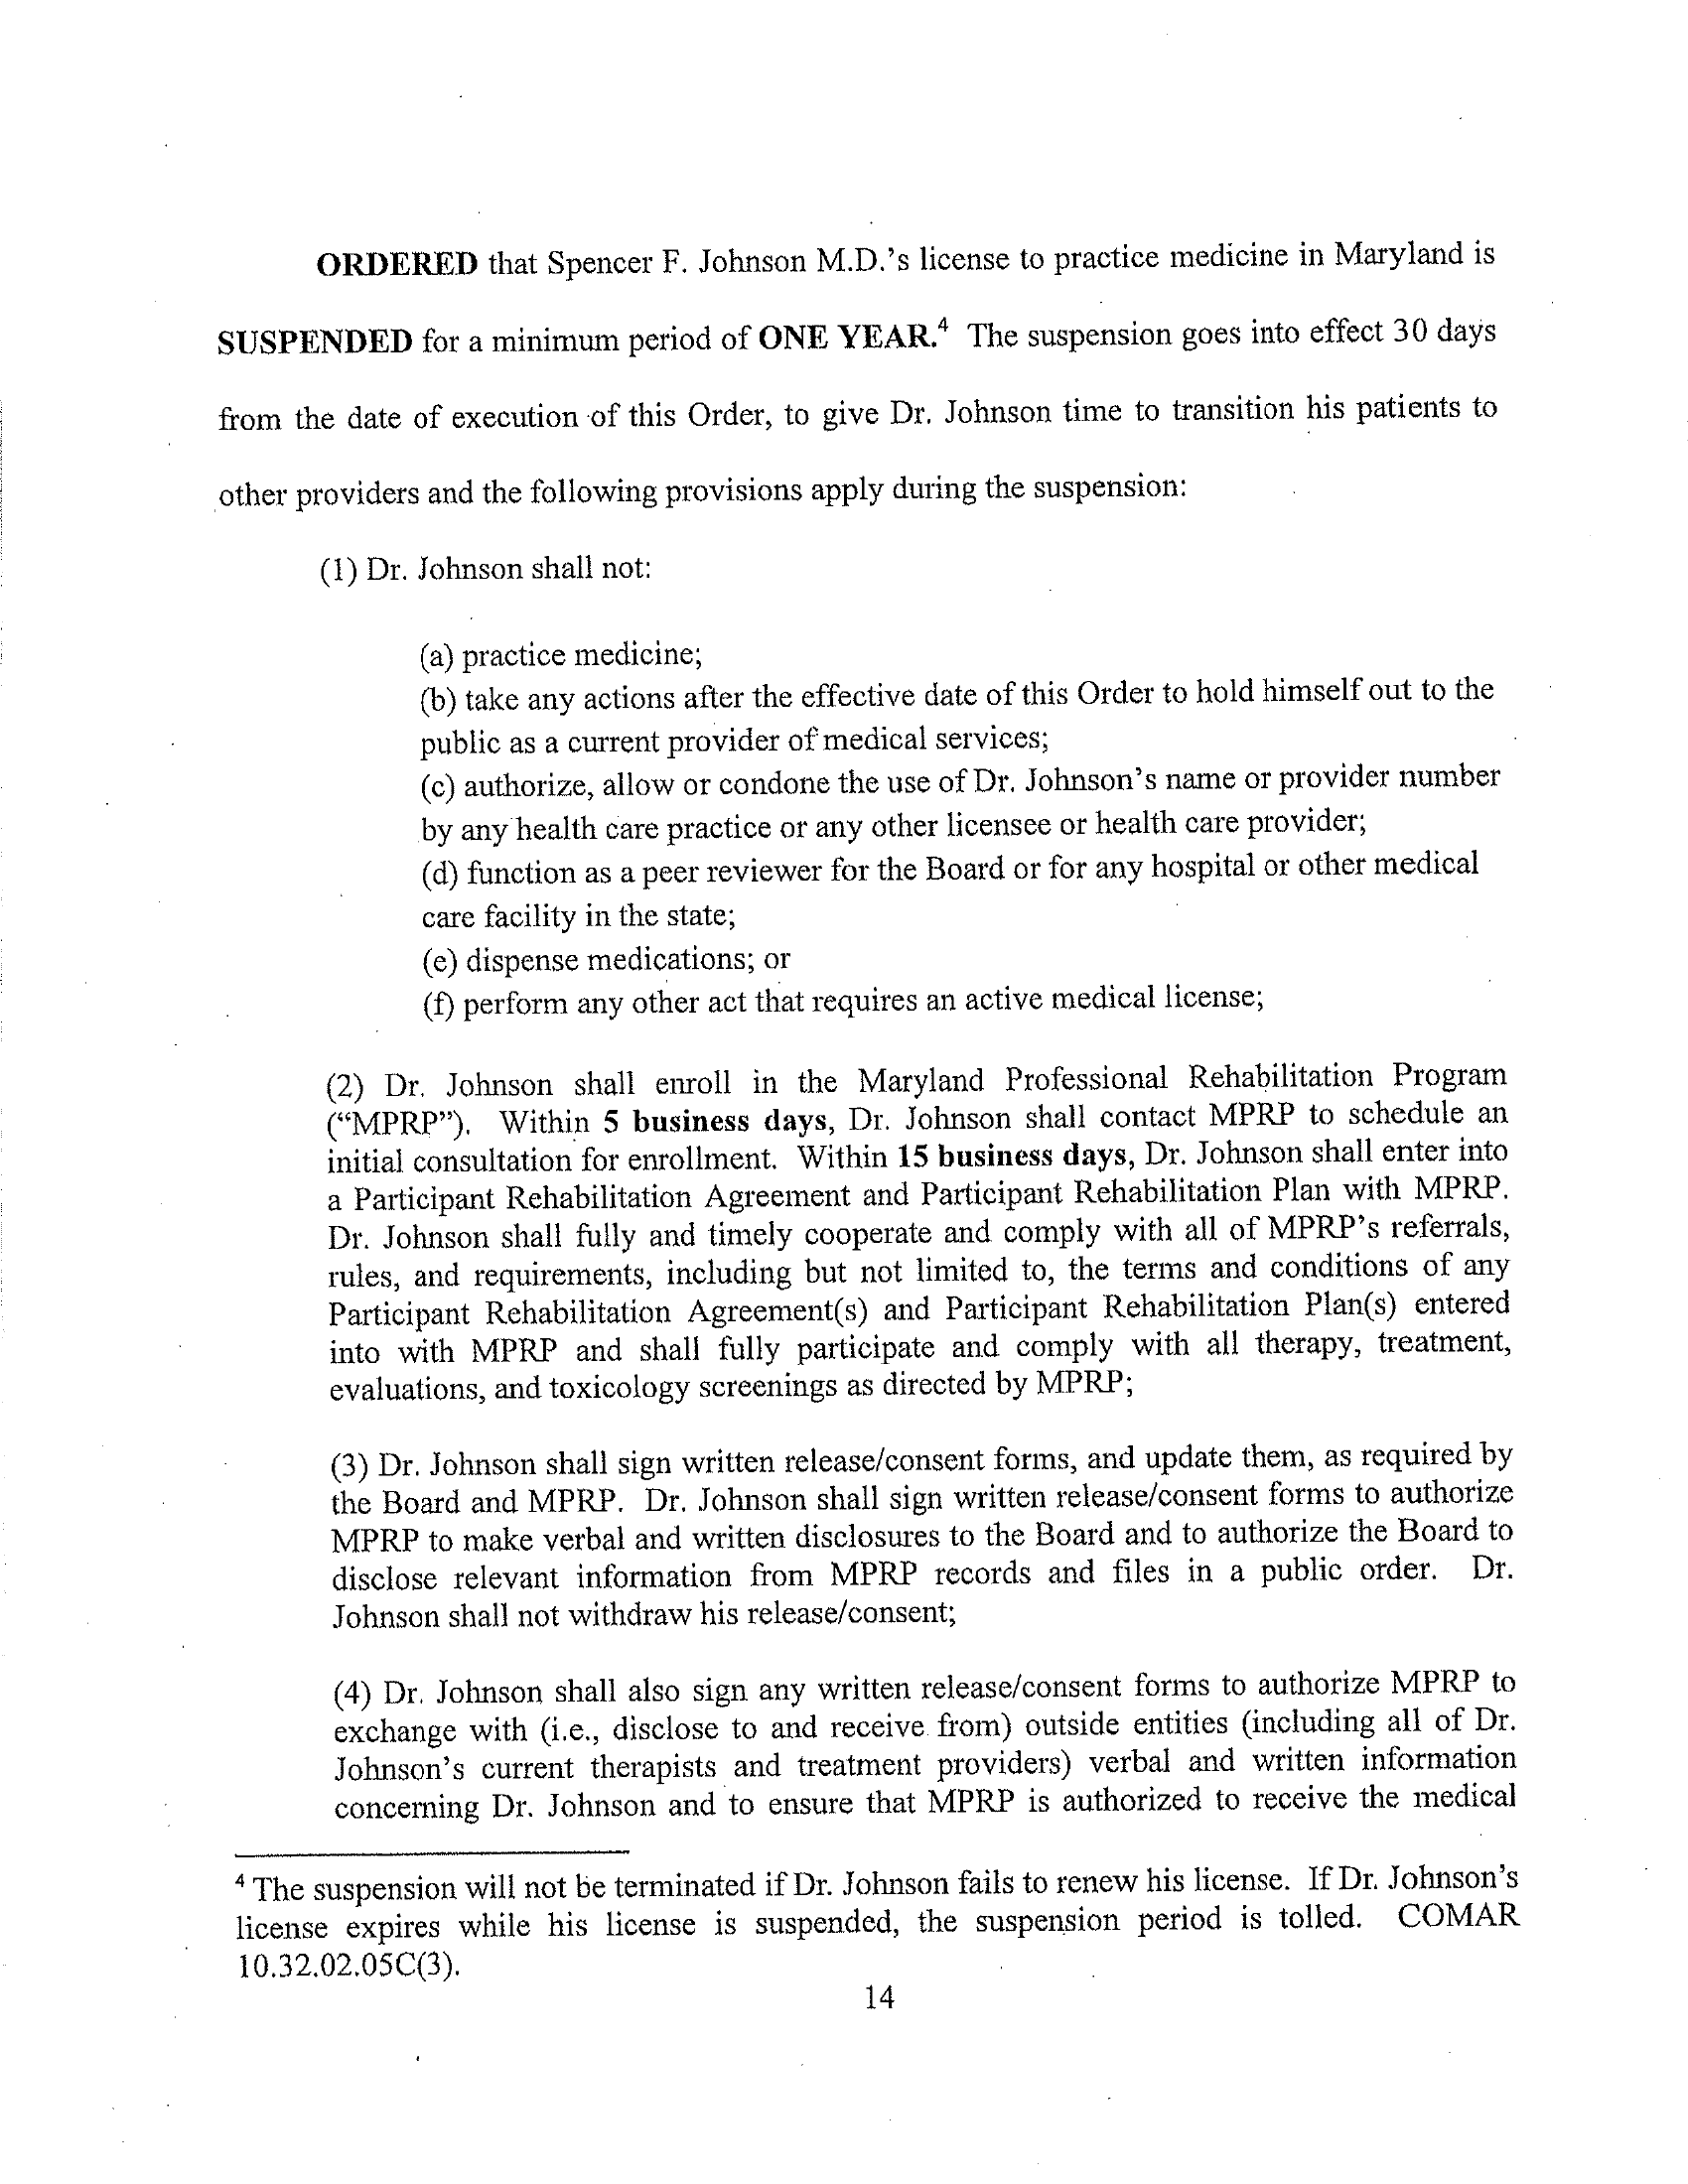 ORDERED that Spencer F. Johnson M.D.'s license to practice medicine in Maryland is
SUSPENDED for a minimum period of ONE YEAR.4 The suspension goes into effect 30 days
from the date of execution of this Order, to give Dr. Johnson time to transition his patients to
other providers and the following provisions apply during the suspension:
(1) Dr. Johnson shall not:
(a) practice medicine;
(b) take any actions after the effective date of this Order to hold himself out to the
public as a current provider of medical services;
(c) authorize, allow or condone the use of Dr. Johnson's name or provider number
by any health care practice or any other licensee or health care provider;
(d) function as a peer reviewer for the Board or for any hospital or other medical
care facility in the state;
(e) dispense medications; or
(f) perform any other act that requires an active medical license;
(2) Dr. Johnson shall enroll in the Maryland Professional Rehabilitation Program
("MPRP"). Within 5 business days, Dr. Johnson shall contact MPRP to schedule an
initial consultation for enrollment. Within 15 business days, Dr. Johnson shall enter into
a Participant Rehabilitation Agreement and Participant Rehabilitation Plan with MPRP.
Dr. Johnson shall fully and timely cooperate and comply with all of MPRP's referrals,
rules, and requirements, including but not limited to, the terms and conditions of any
Participant Rehabilitation Agreement(s) and Participant Rehabilitation Plan(s) entered
into with MPRP and shall fully participate and comply with all therapy, treatment,
evaluations, and toxicology screenings as directed by MPRP;
(3) Dr. Johnson shall sign written release/consent forms, and update them, as required by
the Board and MPRP. Dr. Johnson shall sign written release/consent forms to authorize
MPRP to make verbal and written disclosures to the Board and to authorize the Board to
disclose relevant information from MPRP records and files in a public order. Dr.
Johnson shall not withdraw his release/consent;
(4) Dr. Johnson shall also sign any written release/consent forms to authorize MPRP to
exchange with (i.e., disclose to and receive from) outside entities (including all of Dr.
Johnson's current therapists and treatment providers) verbal and written information
concerning Dr. Johnson and to ensure that MPRP is authorized to receive the medical
4 The suspension will not be terminated if Dr. Johnson fails to renew his license. If Dr. Johnson's
license expires while his license is suspended, the suspension period is tolled. COMAR
10.32.02.05C(3).
14